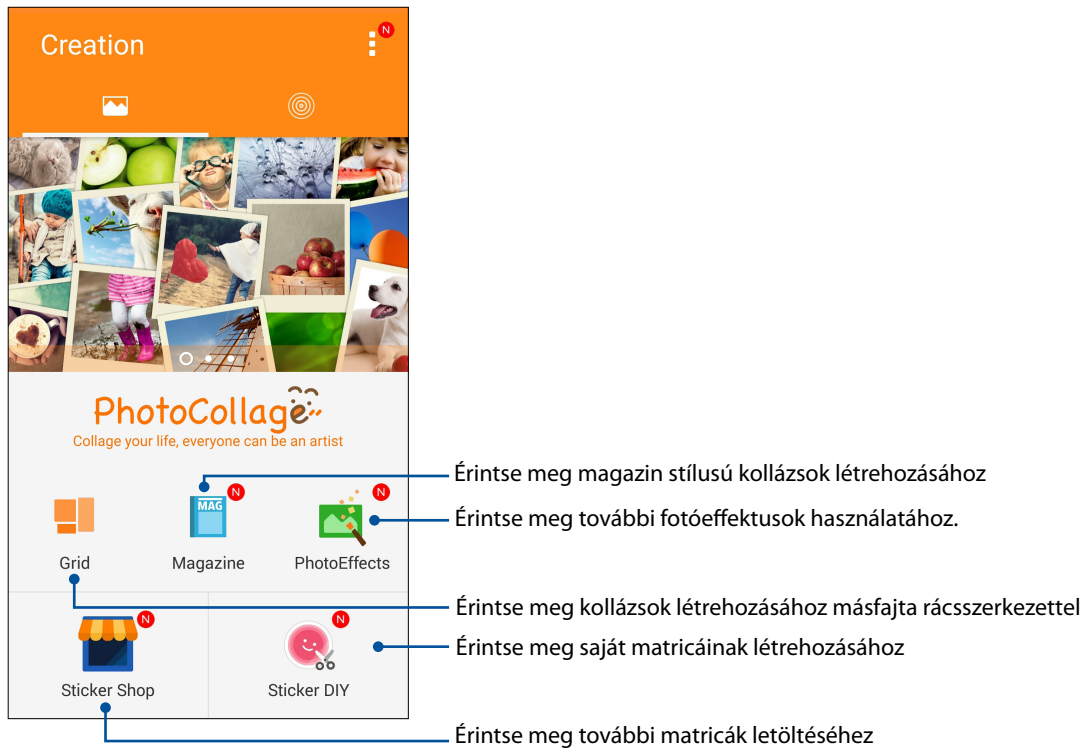 Creation
N
PhotoCollage
Collage your life, everyone can be an artist
Érintse meg magazin stílusú kollázsok létrehozásához
N
N
MAG
Érintse meg további fotóeffektusok használatához.
Grid
Magazine
PhotoEffects
Érintse meg kollázsok létrehozásához másfajta rácsszerkezettel
N
N
Érintse meg saját matricáinak létrehozásához
Sticker Shop
Sticker DIY
Érintse meg további matricák letöltéséhez